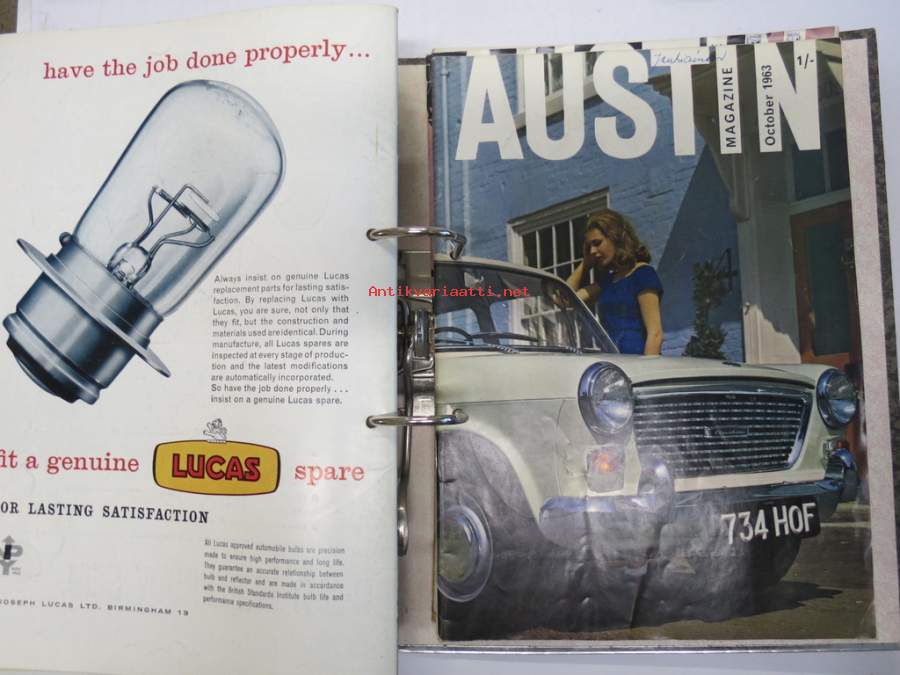 have the job done properly...
Always insist on genuine Lucas
replacement parts for lasting satis-
faction. By replacing Lucas with
Lucas, you are sure, not only that
they fit, but the construction and
materials used are identical. During
manufacture, all Lucas spares are
inspected at every stage of produc-
tion and the latest modifications
are automatically incorporated.
So have the job done properly . . .
insist on a genuine Lucas spare.
fit a genuine LUCAS spare
OR LASTING SATISFACTION
All Lucas approved automobile bulbs are precision
made to ensure high performance and long life.
They guarantee an accurate relationship between
bulb and reflector and are made in accordance
with the British Standards Institute bulb life and
performance specifications.
JOSEPH LUCAS LTD. BIRMINGHAM 19
AUSTIN
MAGAZINE
October 1963
1/-
734 HOF
Antikvariaatti.net